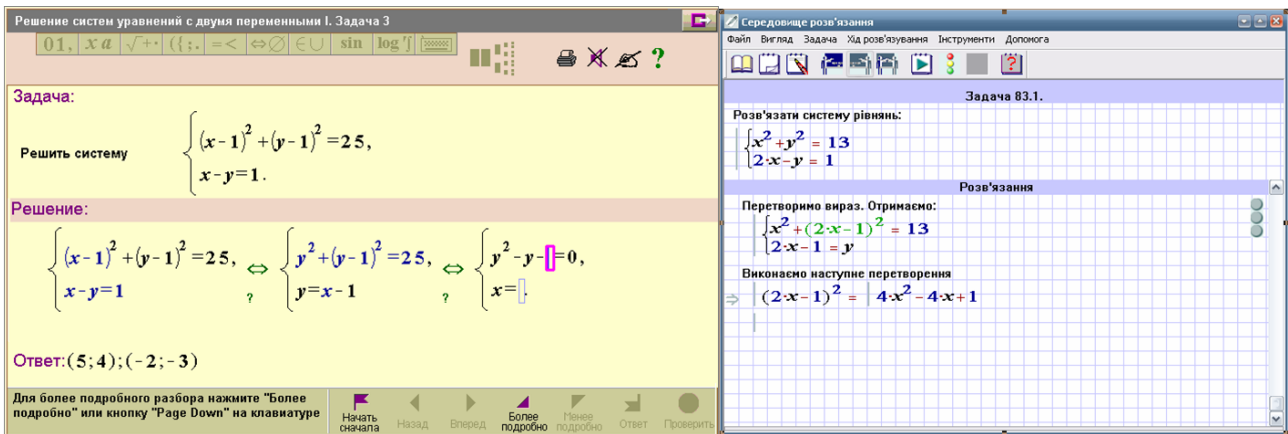 Решение систем уравнений с двумя переменными I. Задача 3
01, x a √+· ({;. =< ⇔∅ ∈∪ sin log'∫
?
Задача:
Решить систему
(x-1)² +(y-1)² =25,
x-y=1.
Решение:
(x-1)² +(y-1)² =25,
x-y=1
⇔
?
y²+(y-1)² =25,
y=x-1
⇔
?
y²-y- =0,
x= .
Ответ:(5;4);(-2;-3)
Для более подробного разбора нажмите "Более
подробно" или кнопку "Page Down" на клавиатуре
Начать
сначала
Назад
Вперед
Более
подробно
Менее
подробно
Ответ
Проверить
Середовище розв'язання
Файл Вигляд Задача Хід розв'язування Інструменти Допомога
?
Задача 83.1.
Розв'язати систему рівнянь:
x²+y² = 13
2·x-y = 1
Розв'язання
Перетворимо вираз. Отримаємо:
x²+(2·x-1)² = 13
2·x-1 = y
Виконаємо наступне перетворення
(2·x-1)² = 4·x²-4·x+1